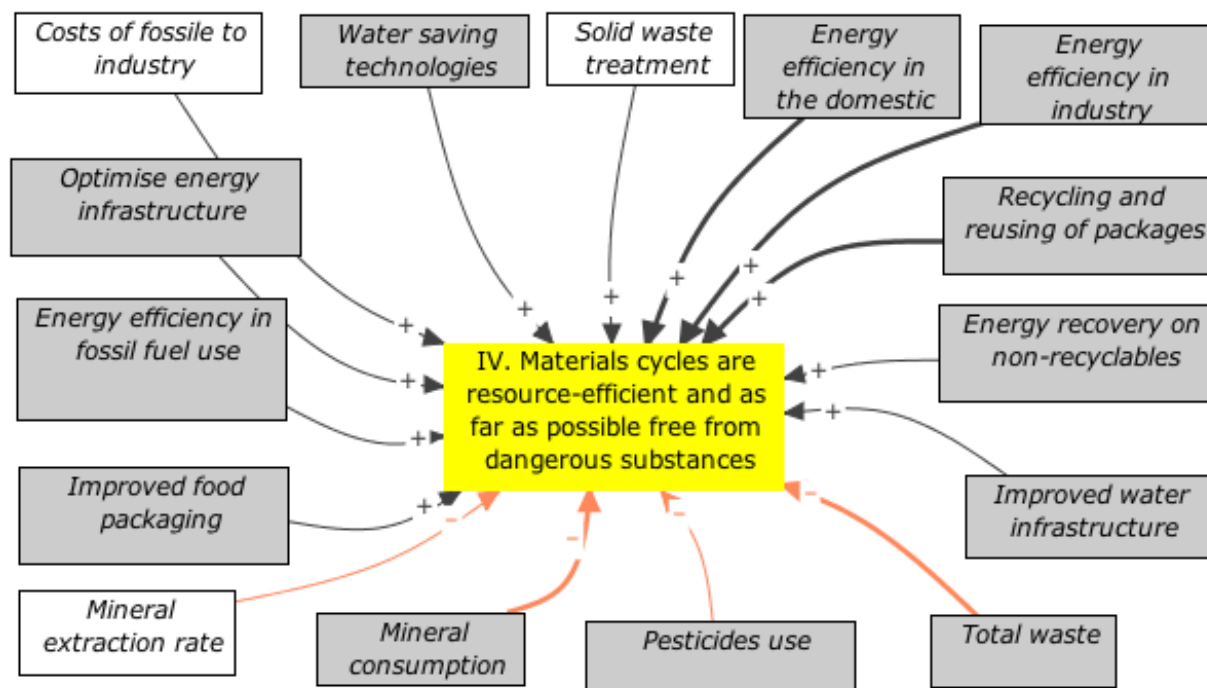 Costs of fossile to
industry
Water saving
technologies
Solid waste
treatment
Energy
efficiency in
the domestic
Energy
efficiency in
industry
Optimise energy
infrastructure
Recycling and
reusing of packages
Energy efficiency in
fossil fuel use
Energy recovery on
non-recyclables
IV. Materials cycles are
resource-efficient and as
far as possible free from
dangerous substances
Improved food
packaging
Improved water
infrastructure
Mineral
extraction rate
Mineral
consumption
Pesticides use
Total waste
+
+
+
+
+
+
+
+
+
+
+
+
-
-
-
-